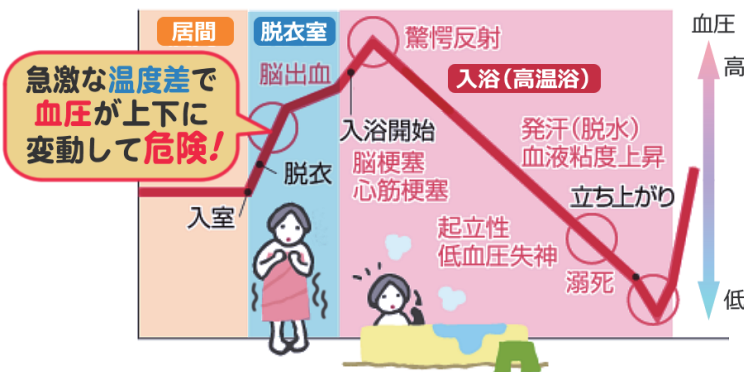 居間
脱衣室
血圧
高
低
急激な温度差で
血圧が上下に
変動して危険!
脳出血
驚愕反射
入浴(高温浴)
入浴開始
脱衣
入室
脳梗塞
心筋梗塞
発汗(脱水)
血液粘度上昇
立ち上がり
起立性
低血圧失神
溺死